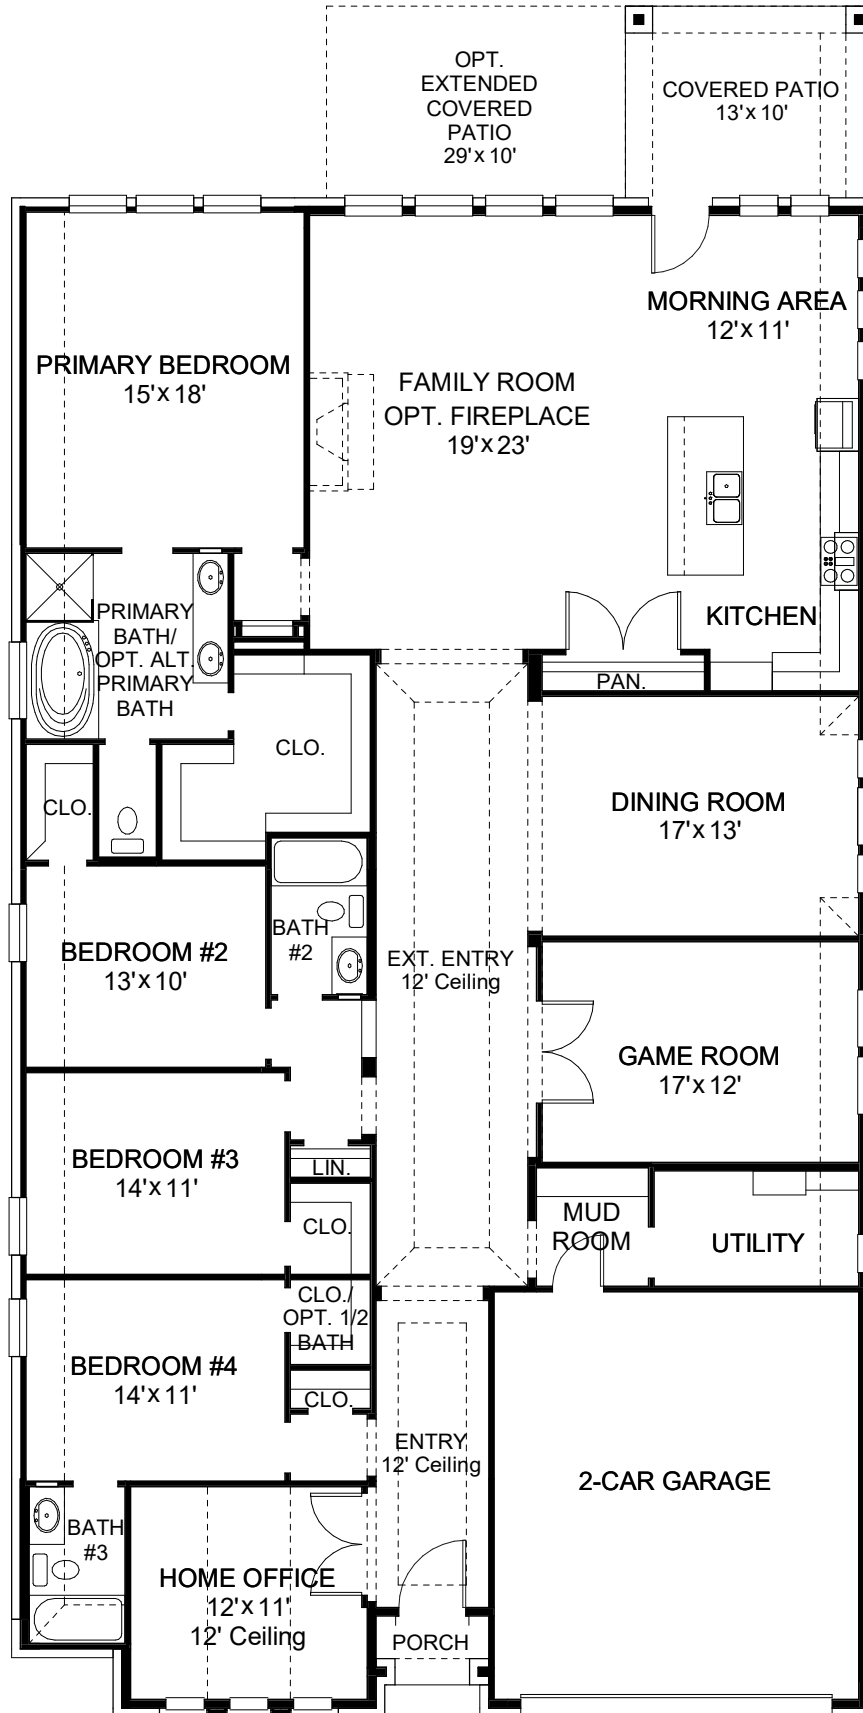 OPT.
EXTENDED
COVERED
PATIO
29'x 10'
COVERED PATIO
13'x 10'
MORNING AREA
12'x 11'
PRIMARY BEDROOM
15'x 18'
FAMILY ROOM
OPT. FIREPLACE
19'x 23'
KITCHEN
PRIMARY
BATH/
OPT. ALT.
PRIMARY
BATH
PAN.
CLO.
CLO.
DINING ROOM
17'x 13'
BATH
#2
BEDROOM #2
13'x 10'
EXT. ENTRY
12' Ceiling
GAME ROOM
17'x 12'
BEDROOM #3
14'x 11'
LIN.
CLO.
MUD
ROOM
UTILITY
CLO./
OPT. 1/2
BATH
BEDROOM #4
14'x 11'
CLO.
ENTRY
12' Ceiling
2-CAR GARAGE
BATH
#3
HOME OFFICE
12'x 11'
12' Ceiling
PORCH